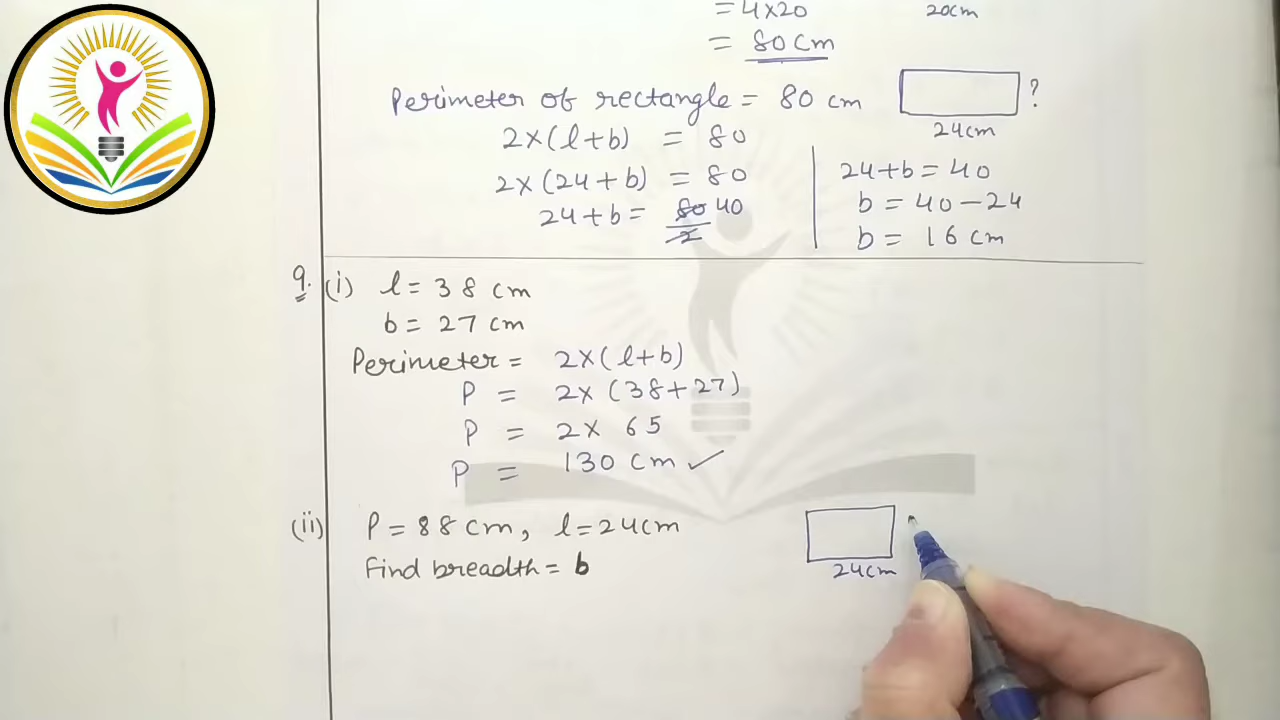 = 4×20
20cm
= 80 cm
Perimeter of rectangle = 80 cm
?
24cm
2×(l+b) = 80
2×(24+b) = 80
24+b = 80/2 40
24+b = 40
b = 40-24
b = 16 cm
9. (i) l = 38 cm
b = 27 cm
Perimeter = 2×(l+b)
P = 2× (38+27)
P = 2× 65
P = 130 cm ✓
(ii) P = 88 cm, l = 24cm
24cm
Find breadth = b